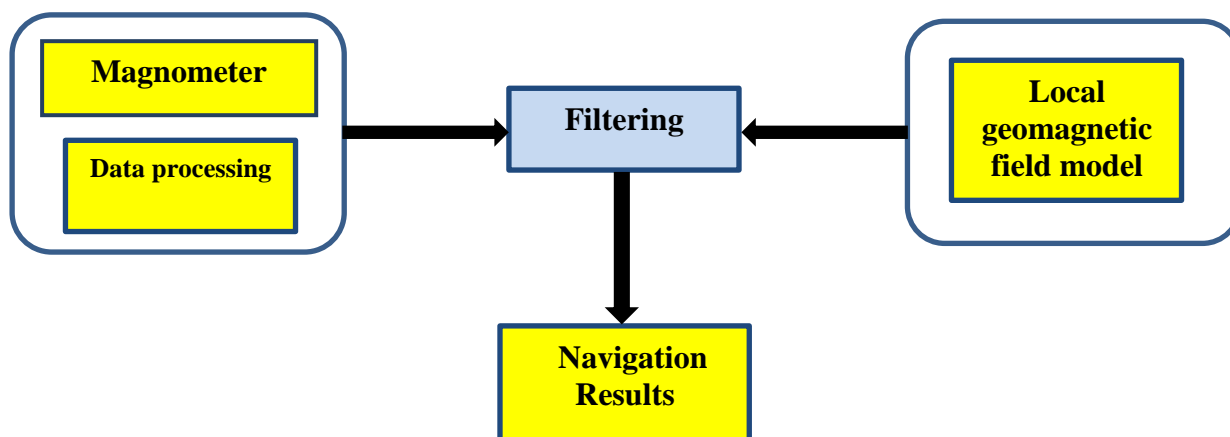 Magnometer
Data processing
Filtering
Local
geomagnetic
field model
Navigation
Results